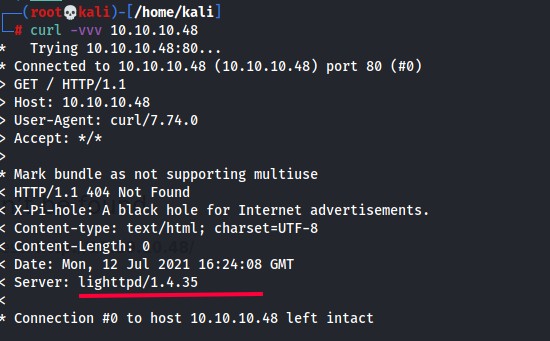 (root💀kali)-[/home/kali]
# curl -vvv 10.10.10.48
*   Trying 10.10.10.48:80...
* Connected to 10.10.10.48 (10.10.10.48) port 80 (#0)
> GET / HTTP/1.1
> Host: 10.10.10.48
> User-Agent: curl/7.74.0
> Accept: */*
>
* Mark bundle as not supporting multiuse
< HTTP/1.1 404 Not Found
< X-Pi-hole: A black hole for Internet advertisements.
< Content-type: text/html; charset=UTF-8
< Content-Length: 0
< Date: Mon, 12 Jul 2021 16:24:08 GMT
< Server: lighttpd/1.4.35
<
* Connection #0 to host 10.10.10.48 left intact